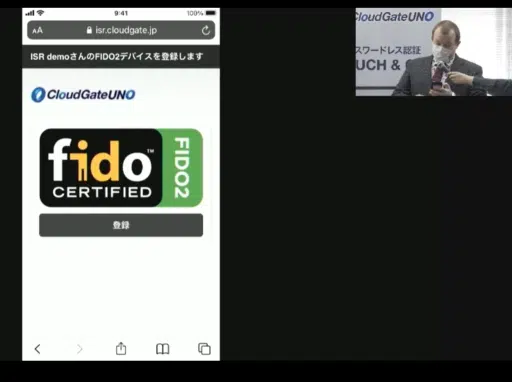 9:41
100%
AA
isr.cloudgate.jp
ISR demoさんのFIDO2デバイスを登録します
CloudGateUNO
fido™
CERTIFIED
FIDO2
登録
CloudGateUNO
スワードレス認証
UCH &